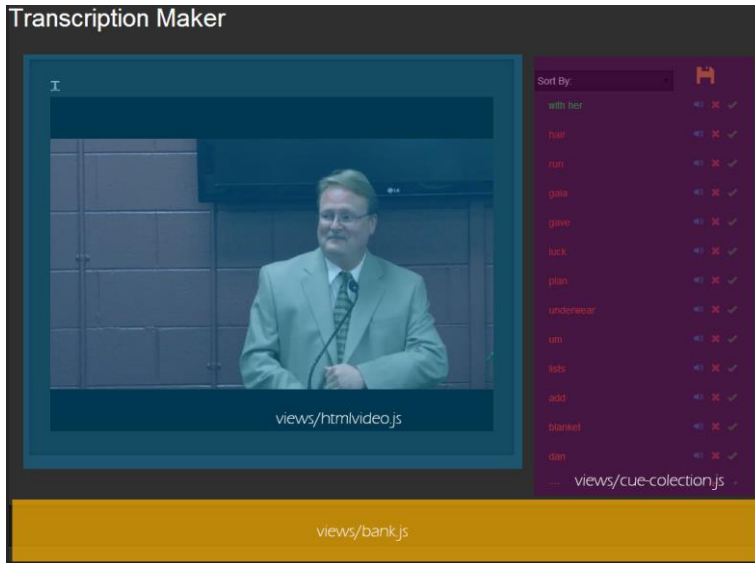 Transcription Maker
Sort By:
with her
hair
run
gala
gave
luck
plan
underwear
um
lists
add
blanket
dan
LG
views/htmlvideo.js
views/cue-colection.js
views/bank.js